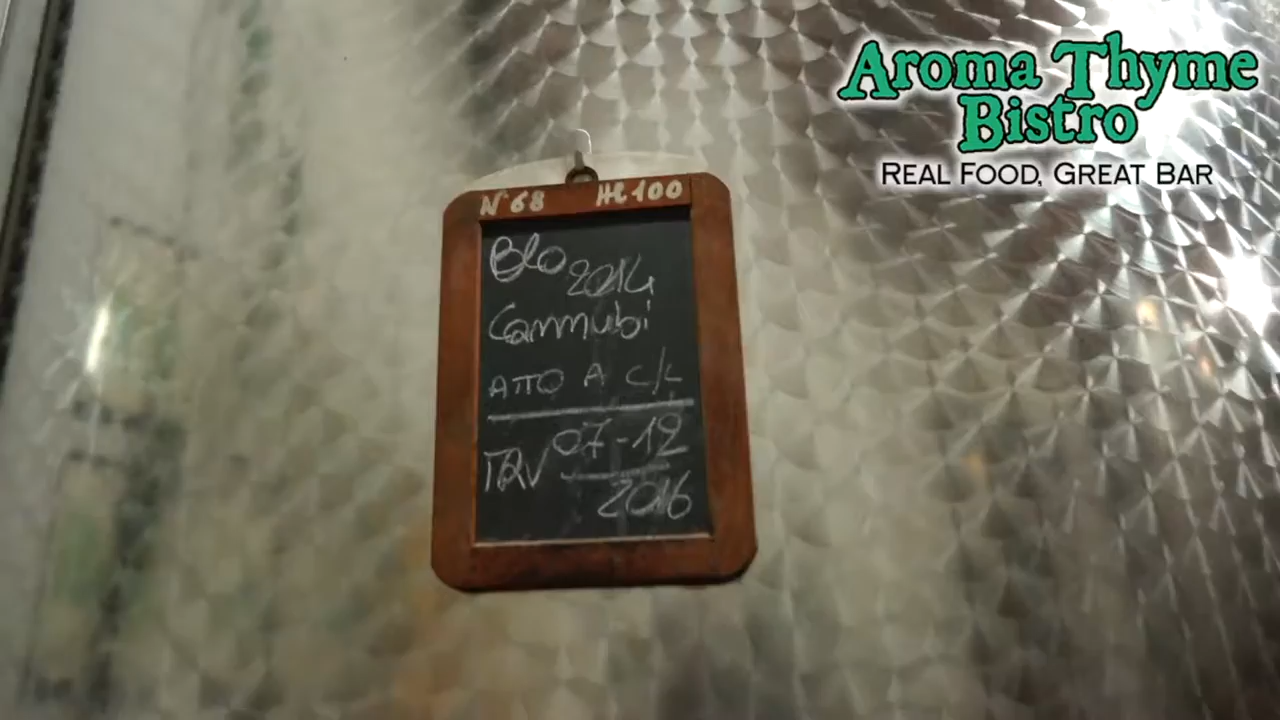 Aroma Thyme
Bistro
REAL FOOD, GREAT BAR
N° 68 Hl 100
Blo 2014
Cannubi
ATTO A C/L
TRV 07-12
2016